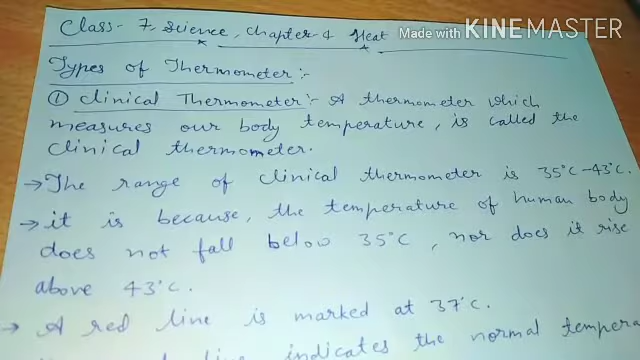 Class - 7, Science, Chapter - 4 Heat
Made with KINEMASTER
Types of Thermometer :-
① Clinical Thermometer :- A thermometer which
measures our body temperature, is called the
clinical thermometer.
→ The range of clinical thermometer is 35°C - 43°C.
→ it is because, the temperature of human body
does not fall below 35°C, nor does it rise
above 43°C.
→ A red line is marked at 37°C.
line indicates the normal tempera